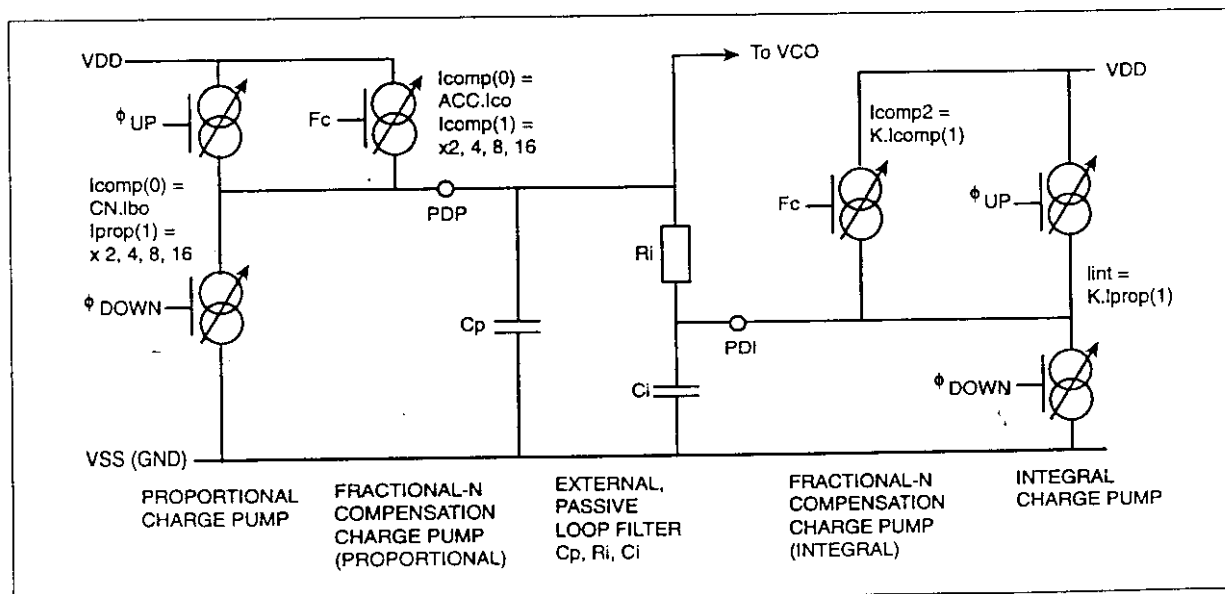 VDD
ϕ UP
Icomp(0) =
CN.Ibo
Iprop(1) =
x 2, 4, 8, 16
ϕ DOWN
Fc
Icomp(0) =
ACC.Ico
Icomp(1) =
x2, 4, 8, 16
PDP
To VCO
Cp
Ri
Ci
PDI
Icomp2 =
K.Icomp(1)
Fc
VDD
ϕ UP
Iint =
K.Iprop(1)
ϕ DOWN
VSS (GND)
PROPORTIONAL
CHARGE PUMP
FRACTIONAL-N
COMPENSATION
CHARGE PUMP
(PROPORTIONAL)
EXTERNAL,
PASSIVE
LOOP FILTER
Cp, Ri, Ci
FRACTIONAL-N
COMPENSATION
CHARGE PUMP
(INTEGRAL)
INTEGRAL
CHARGE PUMP